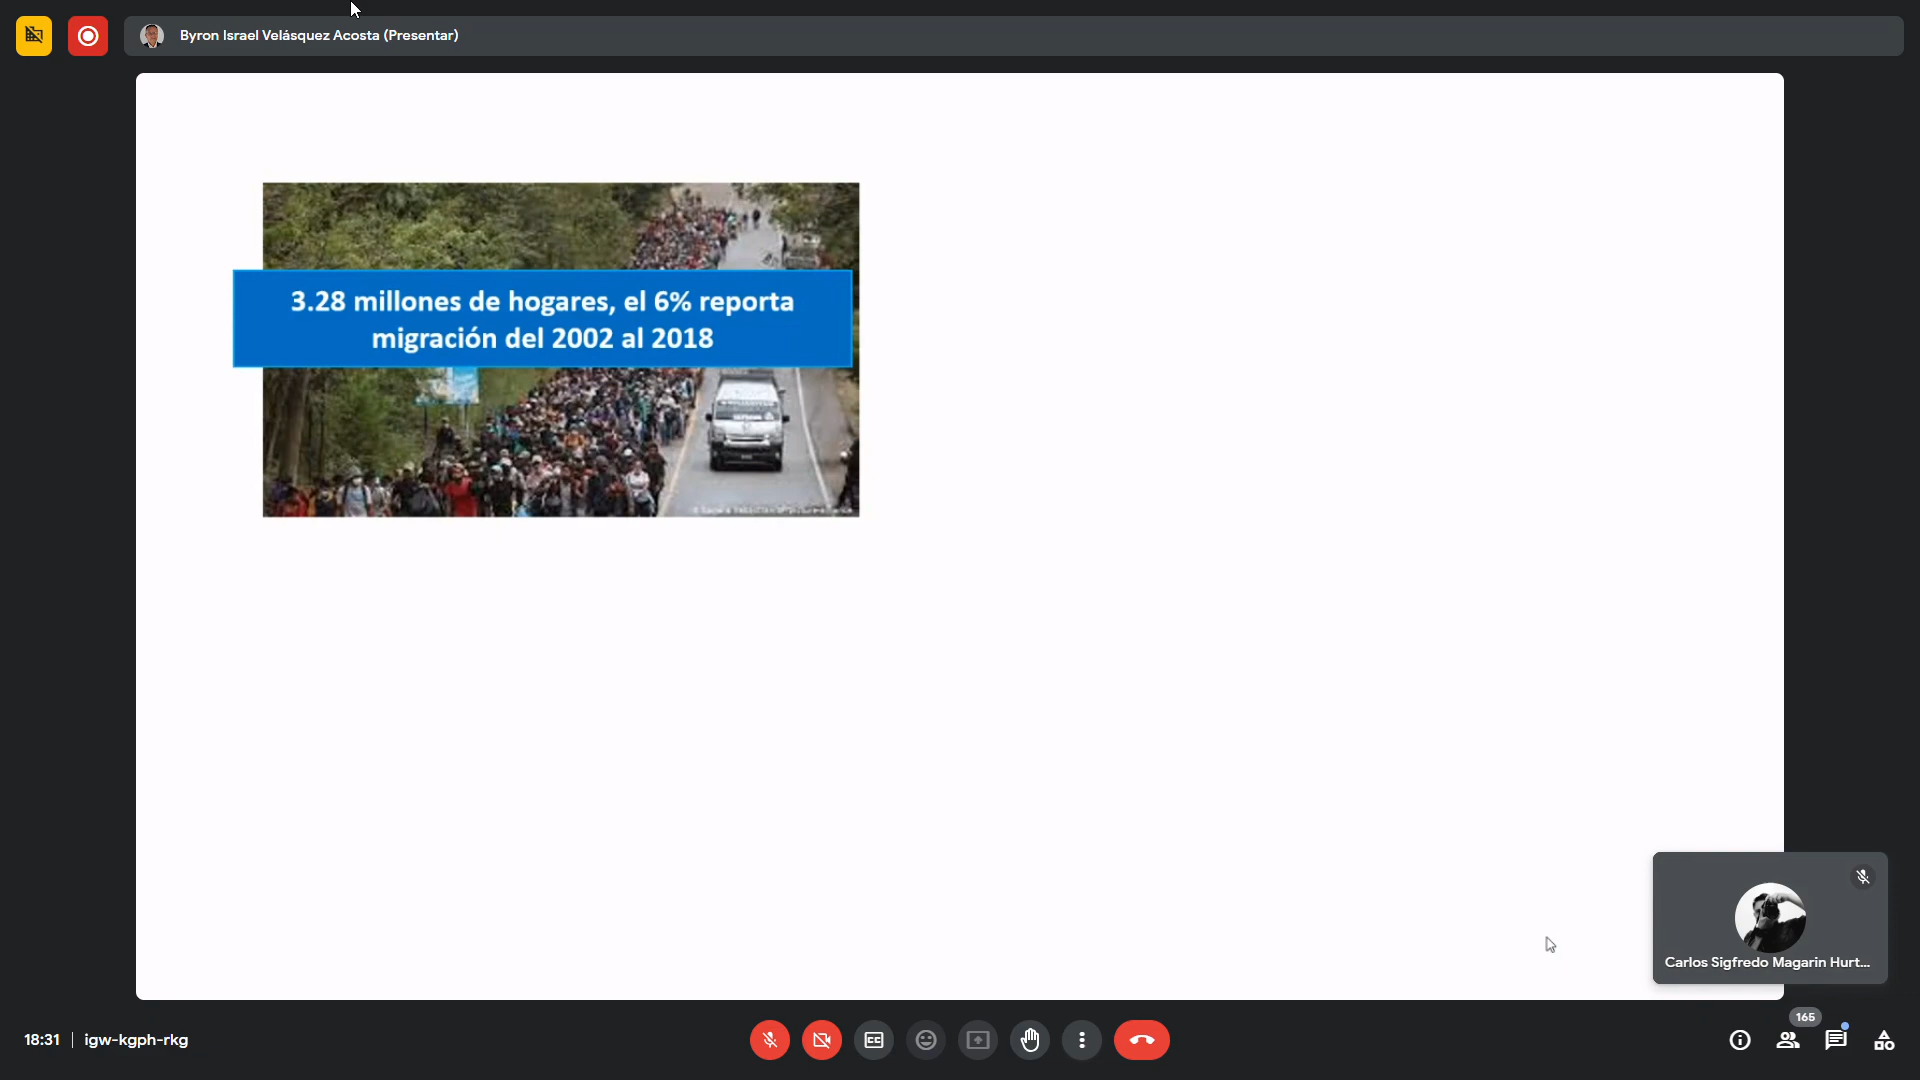 Byron Israel Velásquez Acosta (Presentar)
3.28 millones de hogares, el 6% reporta
migración del 2002 al 2018
Carlos Sigfredo Magarin Hurt...
165
18:31 | igw-kgph-rkg